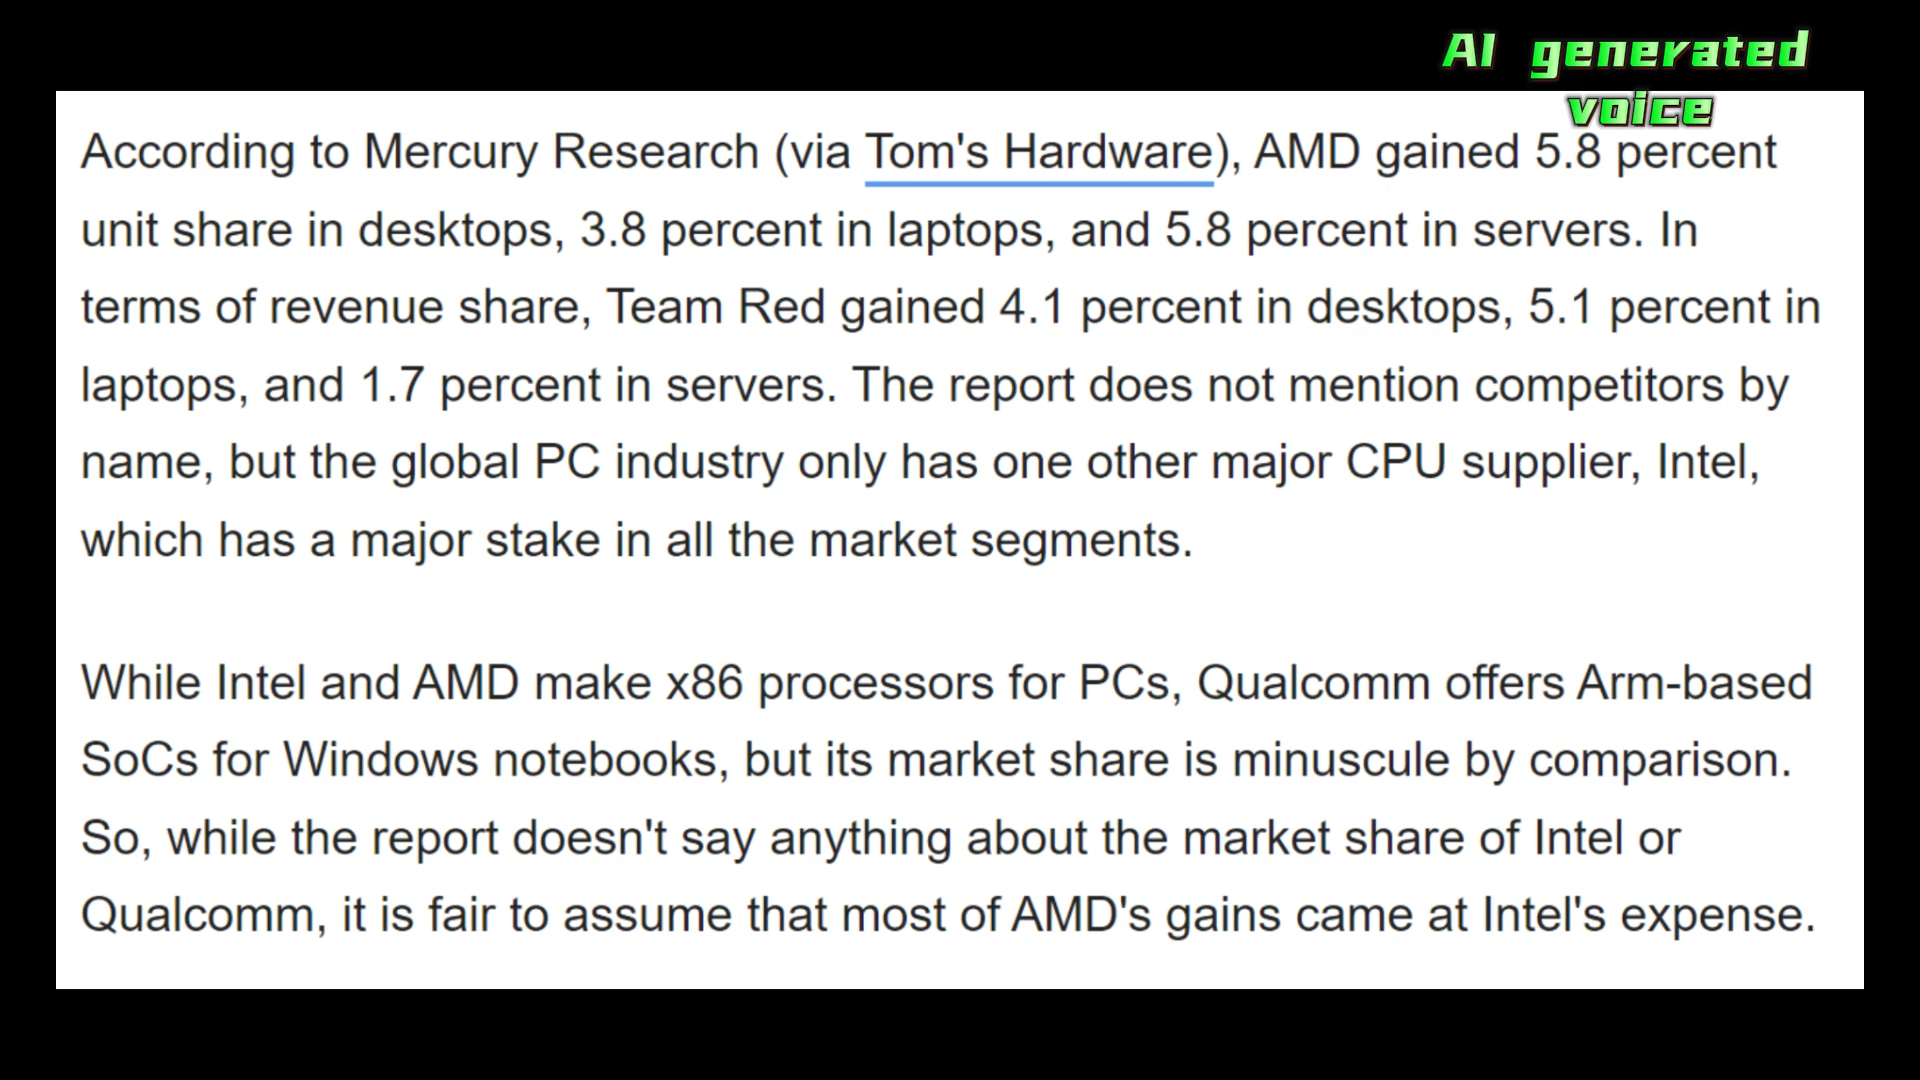 AI generated
voice
According to Mercury Research (via Tom's Hardware), AMD gained 5.8 percent
unit share in desktops, 3.8 percent in laptops, and 5.8 percent in servers. In
terms of revenue share, Team Red gained 4.1 percent in desktops, 5.1 percent in
laptops, and 1.7 percent in servers. The report does not mention competitors by
name, but the global PC industry only has one other major CPU supplier, Intel,
which has a major stake in all the market segments.
While Intel and AMD make x86 processors for PCs, Qualcomm offers Arm-based
SoCs for Windows notebooks, but its market share is minuscule by comparison.
So, while the report doesn't say anything about the market share of Intel or
Qualcomm, it is fair to assume that most of AMD's gains came at Intel's expense.